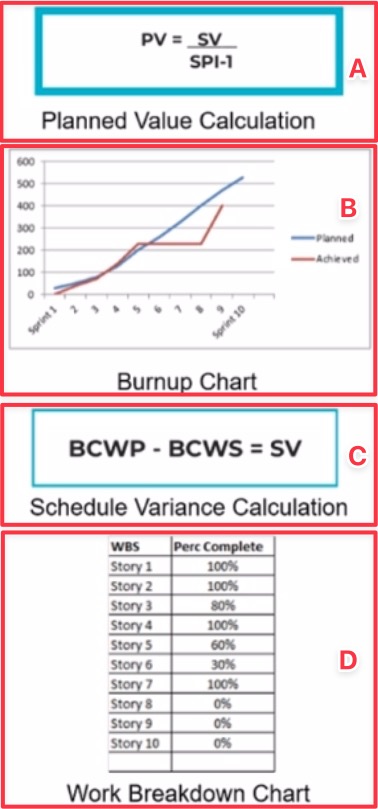 PV = SV
SPI-1
A
Planned Value Calculation
600
500
400
300
200
100
0
B
Planned
Achieved
Sprint 1
2
3
4
5
6
7
8
9
Sprint 10
Burnup Chart
BCWP - BCWS = SV
C
Schedule Variance Calculation
WBS Perc Complete
Story 1 100%
Story 2 100%
Story 3 80%
Story 4 100%
Story 5 60%
Story 6 30%
Story 7 100%
Story 8 0%
Story 9 0%
Story 10 0%
D
Work Breakdown Chart